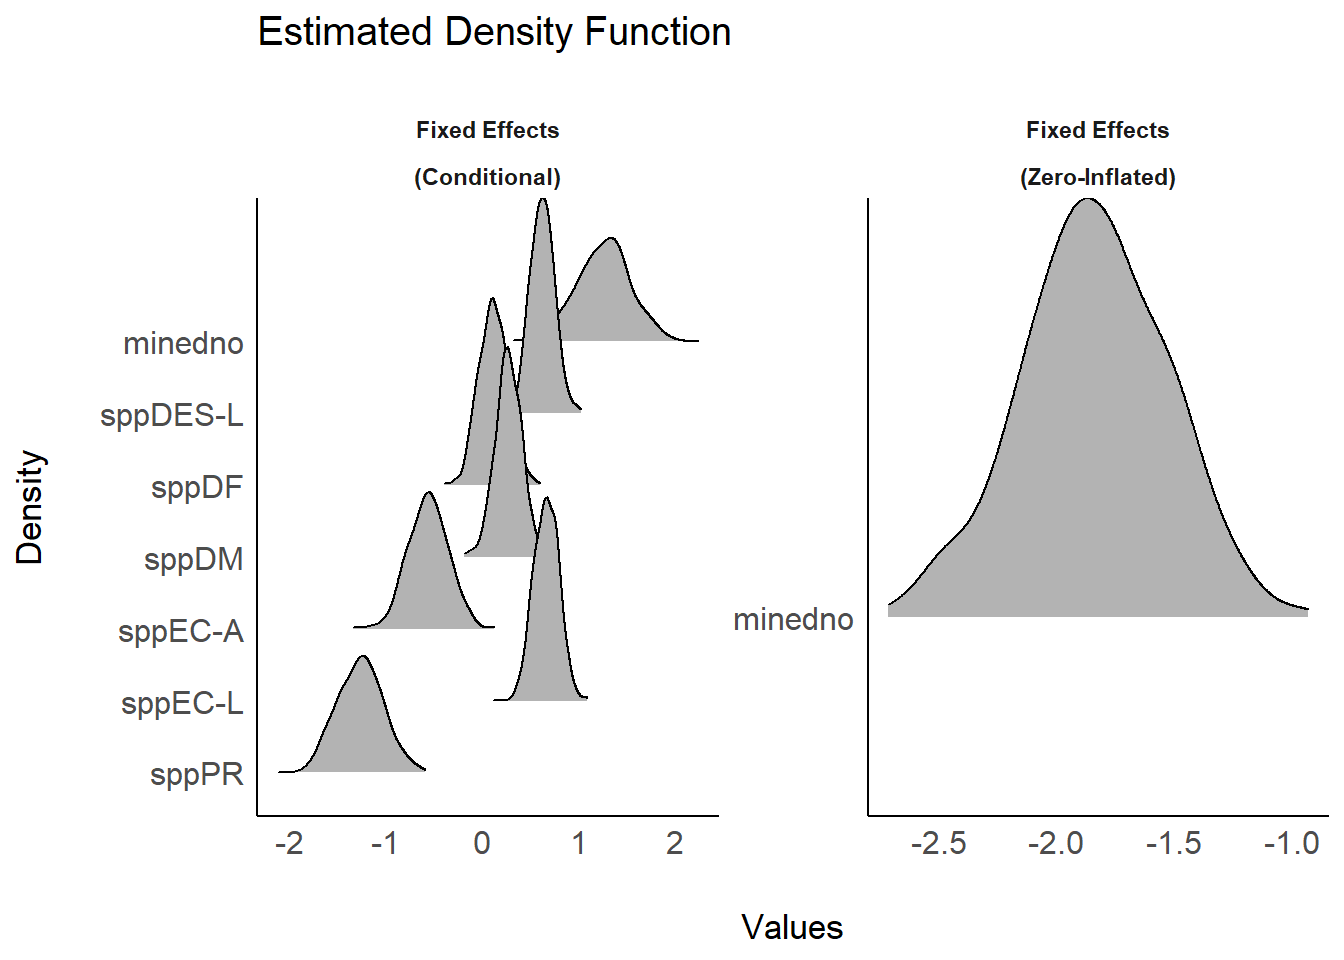 Estimated Density Function
Fixed Effects
(Conditional)
Fixed Effects
(Zero-Inflated)
Density
minedno
sppDES-L
sppDF
sppDM
sppEC-A
sppEC-L
sppPR
minedno
-2 -1 0 1 2
-2.5 -2.0 -1.5 -1.0
Values